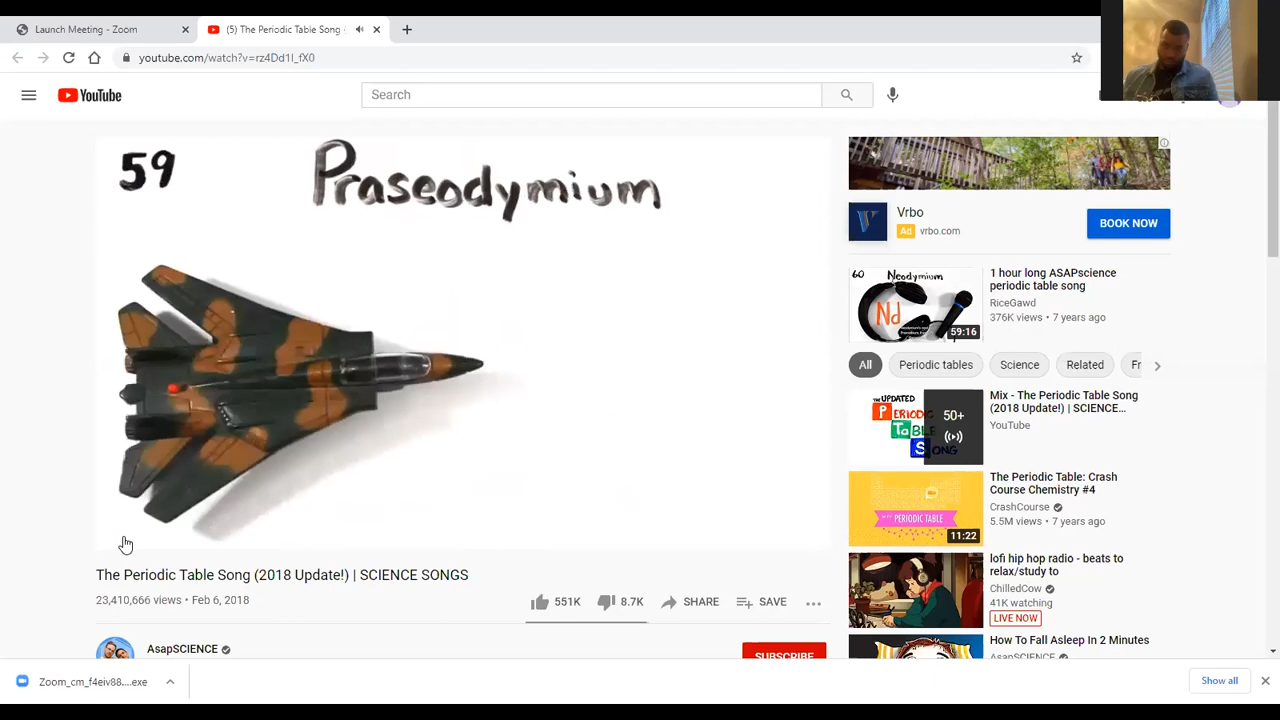 Launch Meeting - Zoom
(5) The Periodic Table Song
youtube.com/watch?v=rz4Dd1I_fX0
YouTube
Search
59
Praseodymium
Vrbo
Ad vrbo.com
BOOK NOW
60 Neodymium
Nd
59:16
1 hour long ASAPscience
periodic table song
RiceGawd
376K views • 7 years ago
All
Periodic tables
Science
Related
Fr
THE UPDATED
PERIODIC
TABLE
SONG
50+
Mix - The Periodic Table Song
(2018 Update!) | SCIENCE...
YouTube
PERIODIC TABLE
11:22
The Periodic Table: Crash
Course Chemistry #4
CrashCourse
5.5M views • 7 years ago
lofi hip hop radio - beats to
relax/study to
ChilledCow
41K watching
LIVE NOW
How To Fall Asleep In 2 Minutes
AsapSCIENCE
The Periodic Table Song (2018 Update!) | SCIENCE SONGS
23,410,666 views • Feb 6, 2018
551K
8.7K
SHARE
SAVE
AsapSCIENCE
SUBSCRIBE
Zoom_cm_f4eiv88....exe
Show all